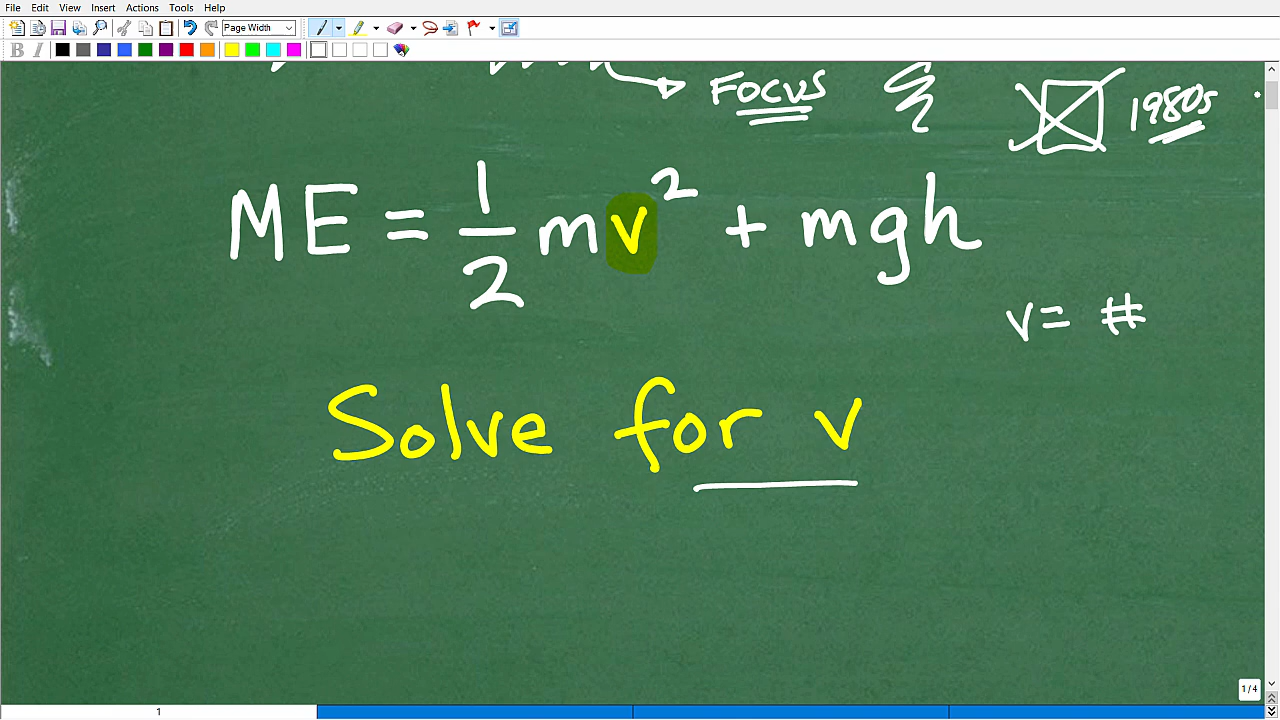 File Edit View Insert Actions Tools Help
Page Width
B I
FOCUS
1980s
ME = 1/2 mv² + mgh
v = #
Solve for v
1/4
1